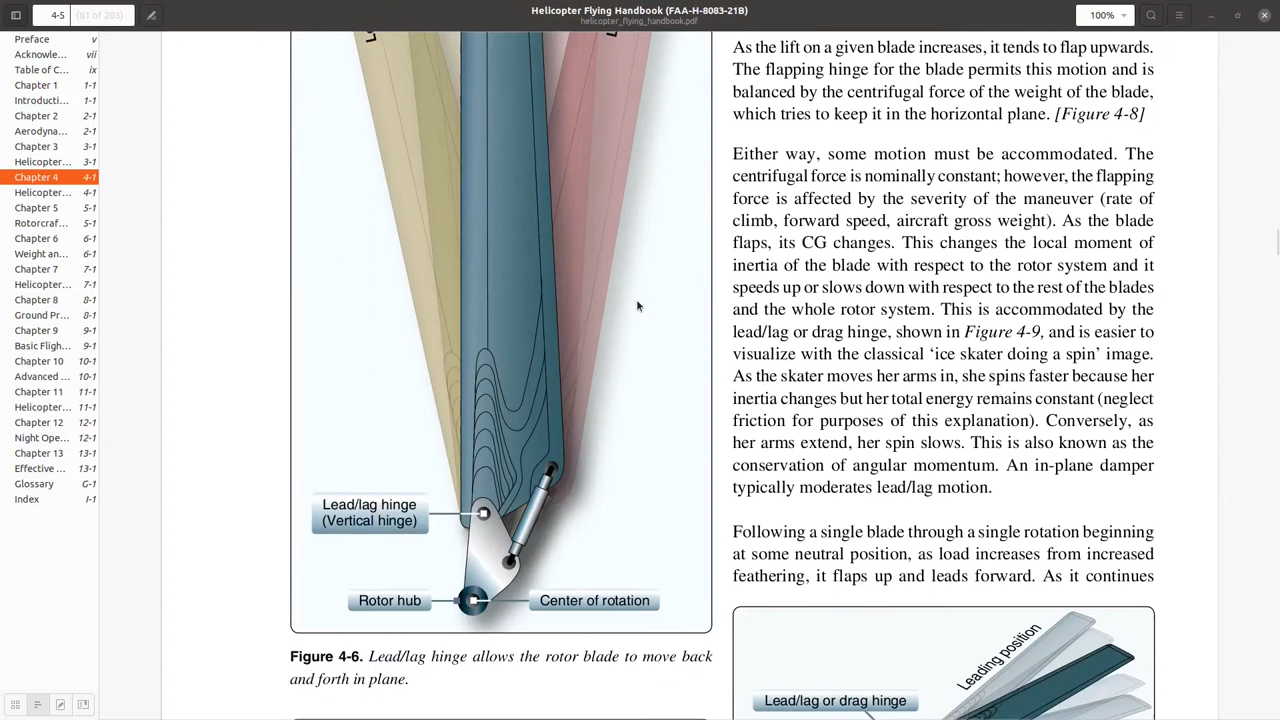 4-5
(61 of 203)
Helicopter Flying Handbook (FAA-H-8083-21B)
helicopter_flying_handbook.pdf
100%
Preface v
Acknowle... vii
Table of C... ix
Chapter 1 1-1
Introducti... 1-1
Chapter 2 2-1
Aerodyna... 2-1
Chapter 3 3-1
Helicopter... 3-1
Chapter 4 4-1
Helicopter... 4-1
Chapter 5 5-1
Rotorcraf... 5-1
Chapter 6 6-1
Weight an... 6-1
Chapter 7 7-1
Helicopter... 7-1
Chapter 8 8-1
Ground Pr... 8-1
Chapter 9 9-1
Basic Fligh... 9-1
Chapter 10 10-1
Advanced ... 10-1
Chapter 11 11-1
Helicopter... 11-1
Chapter 12 12-1
Night Ope... 12-1
Chapter 13 13-1
Effective ... 13-1
Glossary G-1
Index I-1
Lead/lag hinge
(Vertical hinge)
Rotor hub
Center of rotation
Figure 4-6. Lead/lag hinge allows the rotor blade to move back
and forth in plane.
As the lift on a given blade increases, it tends to flap upwards.
The flapping hinge for the blade permits this motion and is
balanced by the centrifugal force of the weight of the blade,
which tries to keep it in the horizontal plane. [Figure 4-8]
Either way, some motion must be accommodated. The
centrifugal force is nominally constant; however, the flapping
force is affected by the severity of the maneuver (rate of
climb, forward speed, aircraft gross weight). As the blade
flaps, its CG changes. This changes the local moment of
inertia of the blade with respect to the rotor system and it
speeds up or slows down with respect to the rest of the blades
and the whole rotor system. This is accommodated by the
lead/lag or drag hinge, shown in Figure 4-9, and is easier to
visualize with the classical ‘ice skater doing a spin’ image.
As the skater moves her arms in, she spins faster because her
inertia changes but her total energy remains constant (neglect
friction for purposes of this explanation). Conversely, as
her arms extend, her spin slows. This is also known as the
conservation of angular momentum. An in-plane damper
typically moderates lead/lag motion.
Following a single blade through a single rotation beginning
at some neutral position, as load increases from increased
feathering, it flaps up and leads forward. As it continues
Leading position
Lead/lag or drag hinge